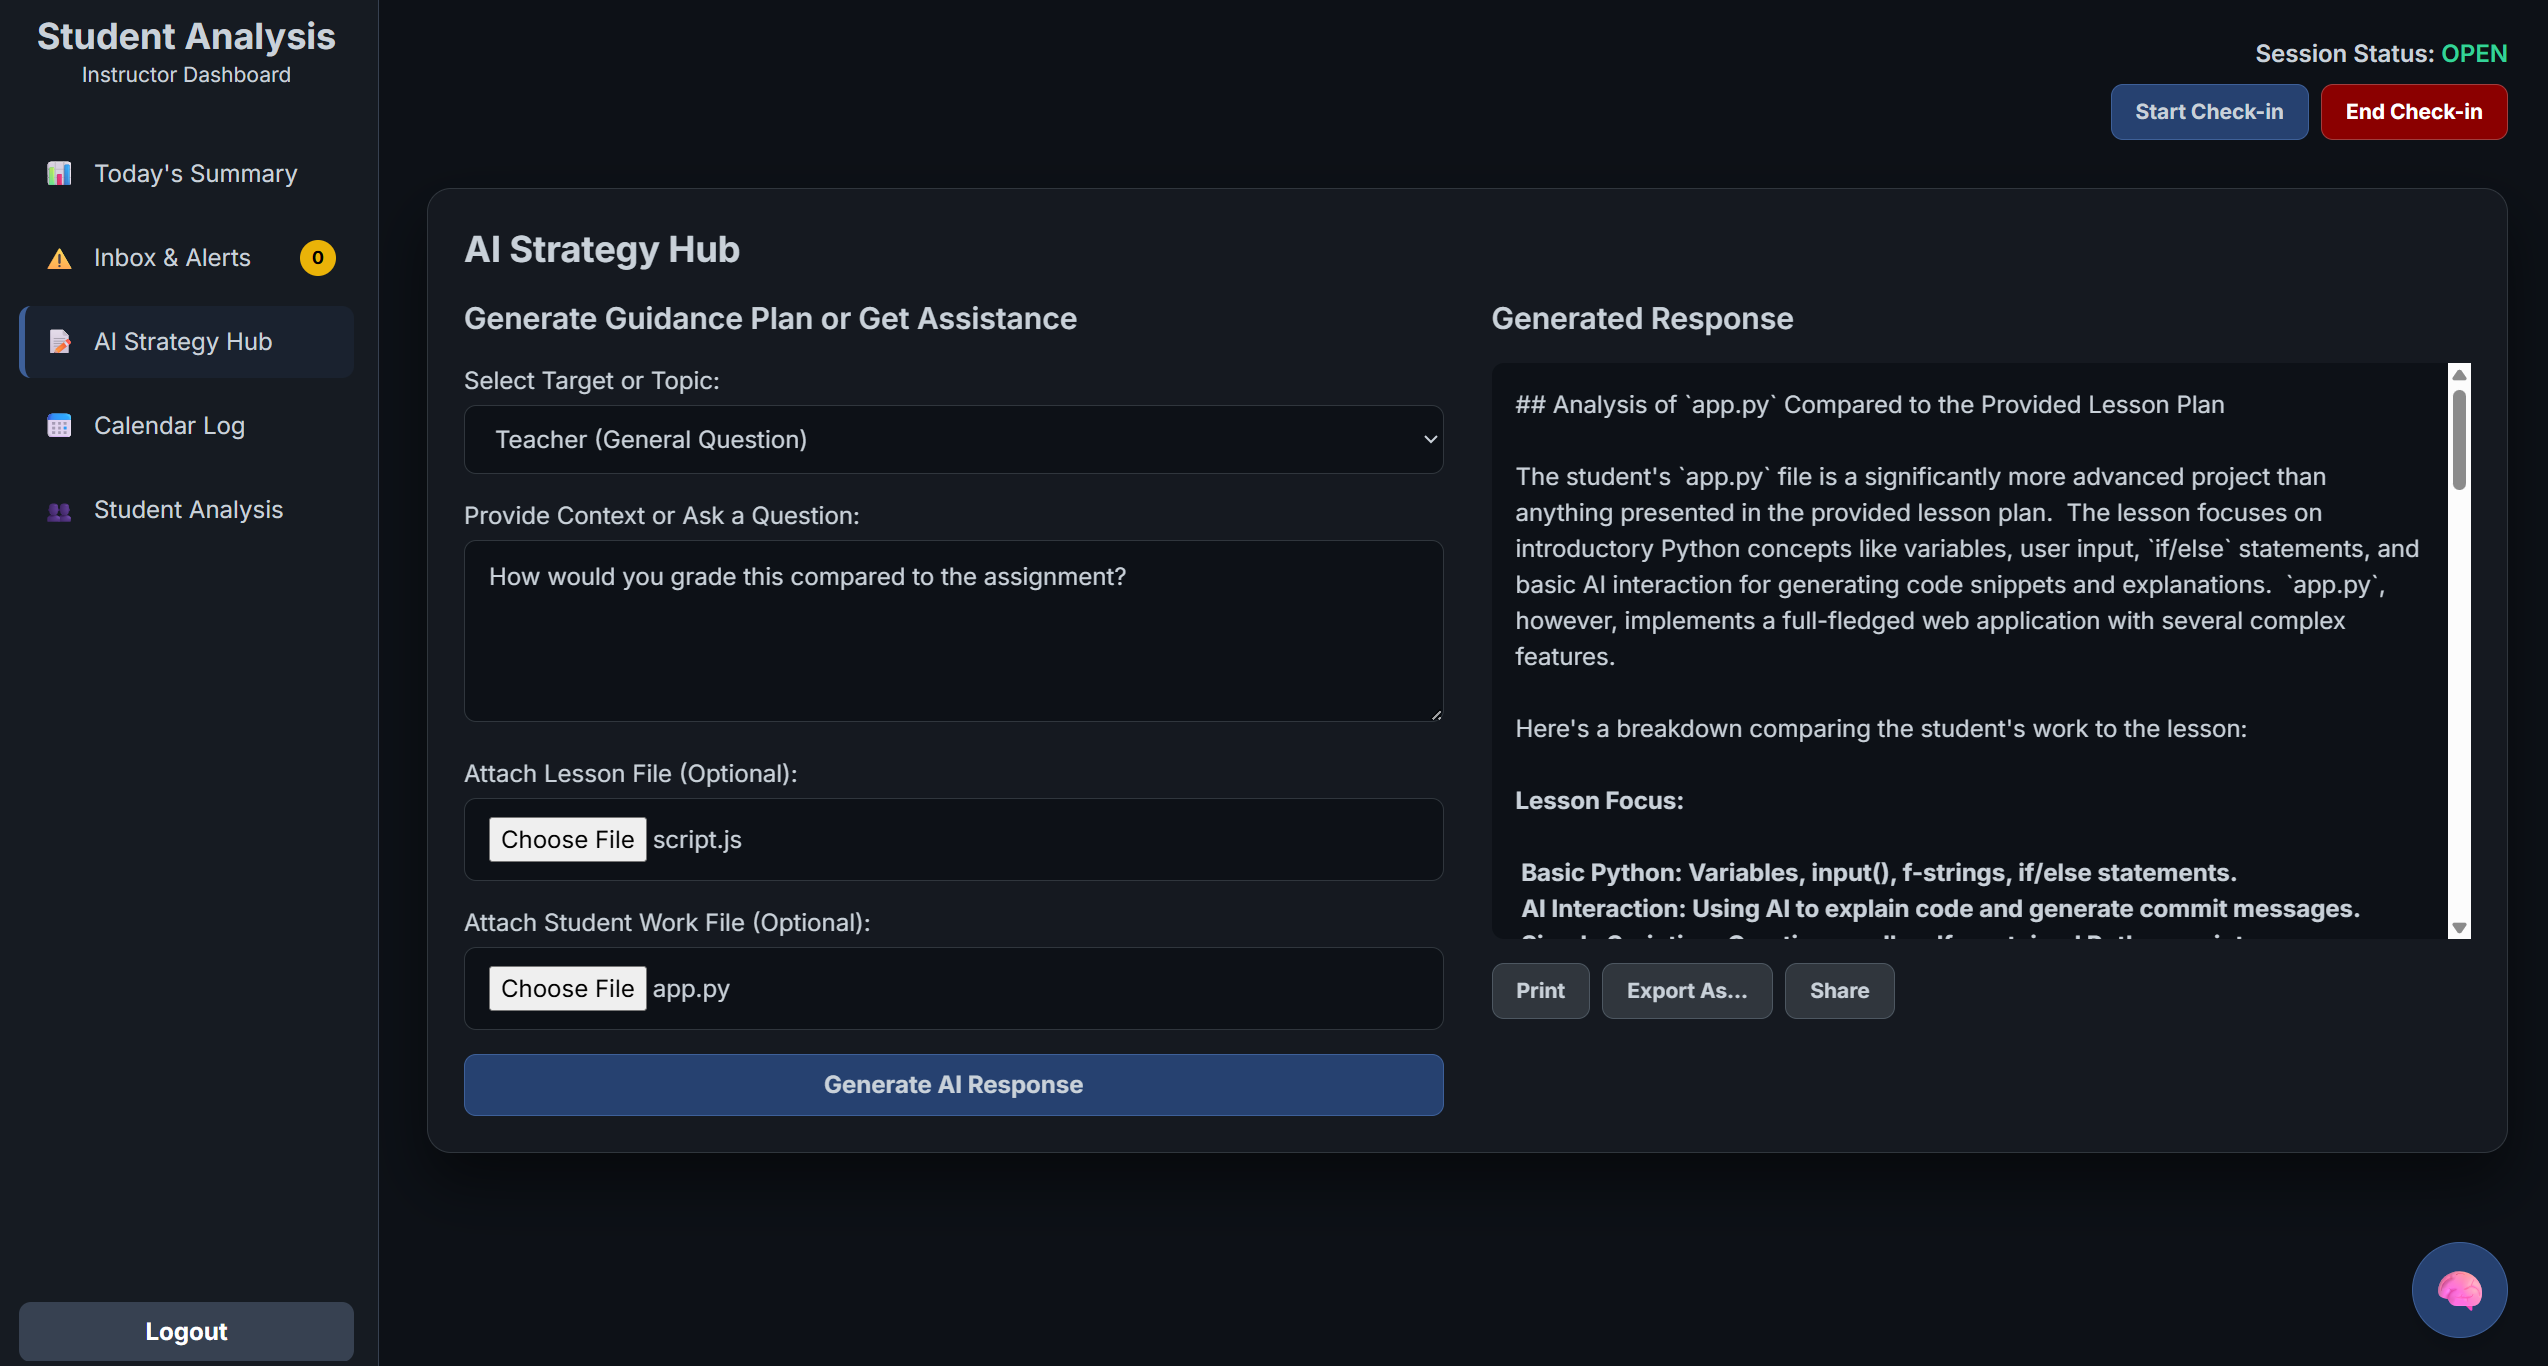 Student Analysis
Instructor Dashboard
Today's Summary
Inbox & Alerts
0
AI Strategy Hub
Calendar Log
Student Analysis
Logout
Session Status: OPEN
Start Check-in
End Check-in
AI Strategy Hub
Generate Guidance Plan or Get Assistance
Select Target or Topic:
Teacher (General Question)
Provide Context or Ask a Question:
How would you grade this compared to the assignment?
Attach Lesson File (Optional):
Choose File script.js
Attach Student Work File (Optional):
Choose File app.py
Generate AI Response
Generated Response
## Analysis of `app.py` Compared to the Provided Lesson Plan
The student's `app.py` file is a significantly more advanced project than
anything presented in the provided lesson plan.  The lesson focuses on
introductory Python concepts like variables, user input, `if/else` statements, and
basic AI interaction for generating code snippets and explanations.  `app.py`,
however, implements a full-fledged web application with several complex
features.
Here's a breakdown comparing the student's work to the lesson:
Lesson Focus:
Basic Python: Variables, input(), f-strings, if/else statements.
AI Interaction: Using AI to explain code and generate commit messages.
Print
Export As...
Share